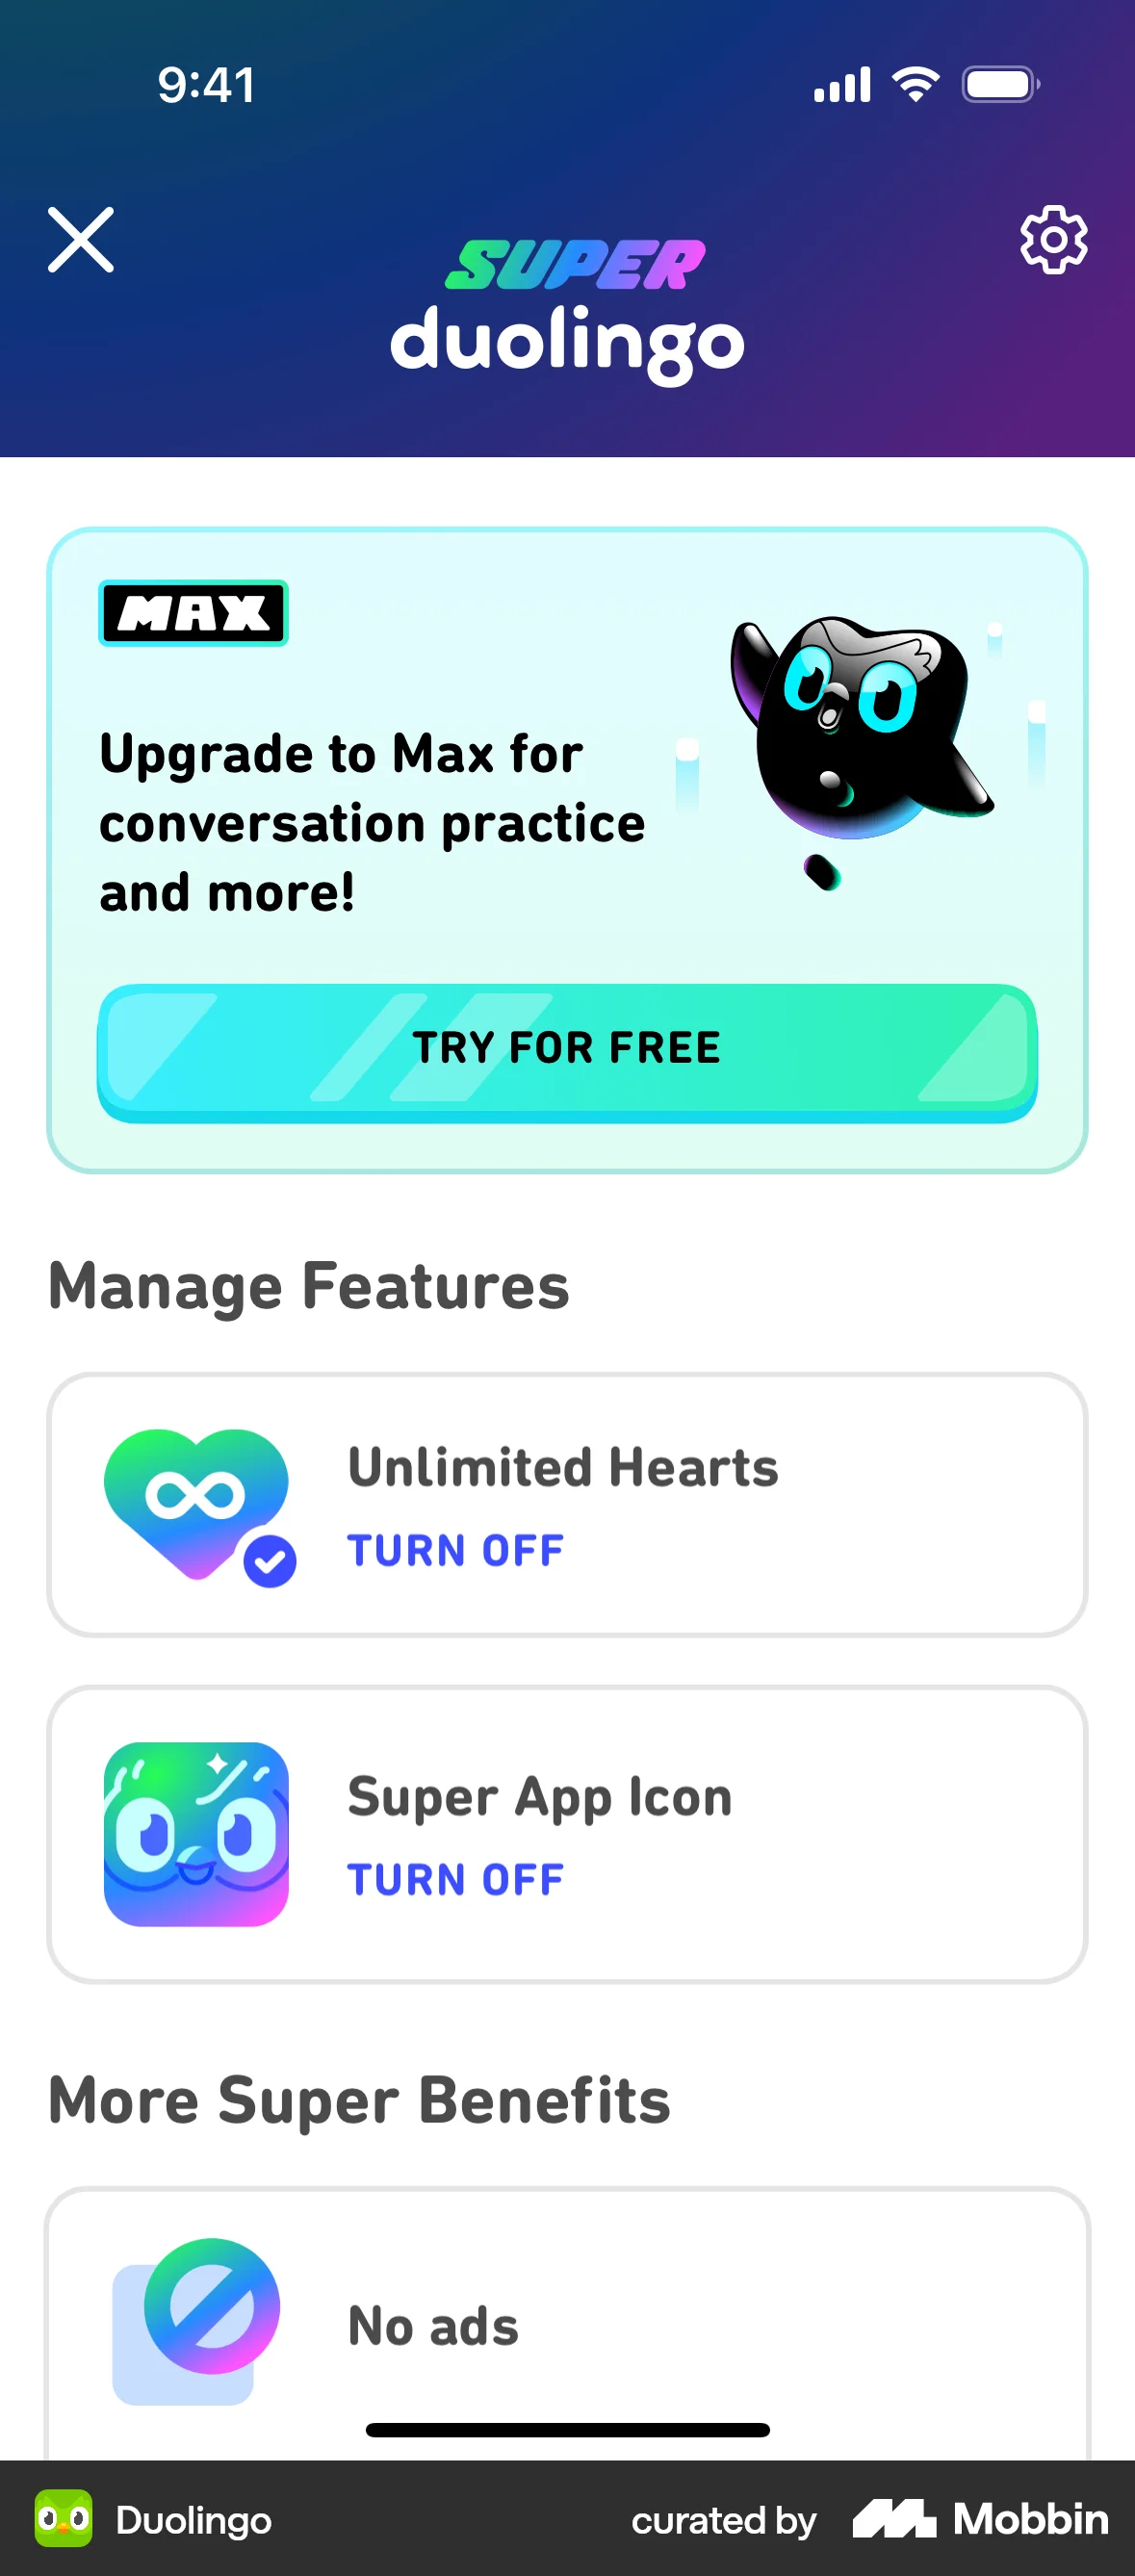 9:41
SUPER
duolingo
MAX
Upgrade to Max for
conversation practice
and more!
TRY FOR FREE
Manage Features
Unlimited Hearts
TURN OFF
Super App Icon
TURN OFF
More Super Benefits
No ads
Duolingo
curated by Mobbin